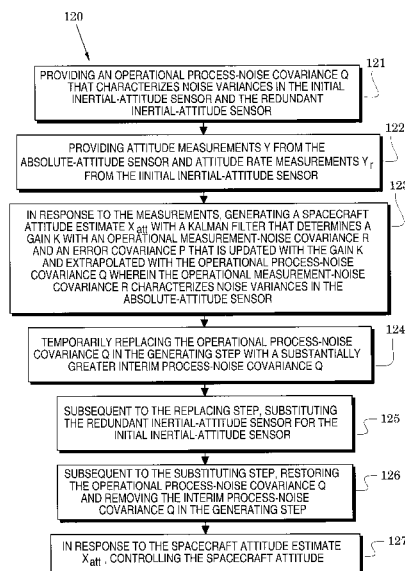 120
121
PROVIDING AN OPERATIONAL PROCESS-NOISE COVARIANCE Q
THAT CHARACTERIZES NOISE VARIANCES IN THE INITIAL
INERTIAL-ATTITUDE SENSOR AND THE REDUNDANT
INERTIAL-ATTITUDE SENSOR
122
PROVIDING ATTITUDE MEASUREMENTS Y FROM THE
ABSOLUTE-ATTITUDE SENSOR AND ATTITUDE RATE MEASUREMENTS Yr
FROM THE INITIAL INERTIAL-ATTITUDE SENSOR
123
IN RESPONSE TO THE MEASUREMENTS, GENERATING A SPACECRAFT
ATTITUDE ESTIMATE Xatt WITH A KALMAN FILTER THAT DETERMINES A
GAIN K WITH AN OPERATIONAL MEASUREMENT-NOISE COVARIANCE R
AND AN ERROR COVARIANCE P THAT IS UPDATED WITH THE GAIN K
AND EXTRAPOLATED WITH THE OPERATIONAL PROCESS-NOISE
COVARIANCE Q WHEREIN THE OPERATIONAL MEASUREMENT-NOISE
COVARIANCE R CHARACTERIZES NOISE VARIANCES IN THE
ABSOLUTE-ATTITUDE SENSOR
124
TEMPORARILY REPLACING THE OPERATIONAL PROCESS-NOISE
COVARIANCE Q IN THE GENERATING STEP WITH A SUBSTANTIALLY
GREATER INTERIM PROCESS-NOISE COVARIANCE Q
SUBSEQUENT TO THE REPLACING STEP, SUBSTITUTING
THE REDUNDANT INERTIAL-ATTITUDE SENSOR FOR THE
INITIAL INERTIAL-ATTITUDE SENSOR
125
SUBSEQUENT TO THE SUBSTITUTING STEP, RESTORING
THE OPERATIONAL PROCESS-NOISE COVARIANCE Q
AND REMOVING THE INTERIM PROCESS-NOISE
COVARIANCE Q IN THE GENERATING STEP
126
IN RESPONSE TO THE SPACECRAFT ATTITUDE ESTIMATE
Xatt, CONTROLLING THE SPACECRAFT ATTITUDE
127